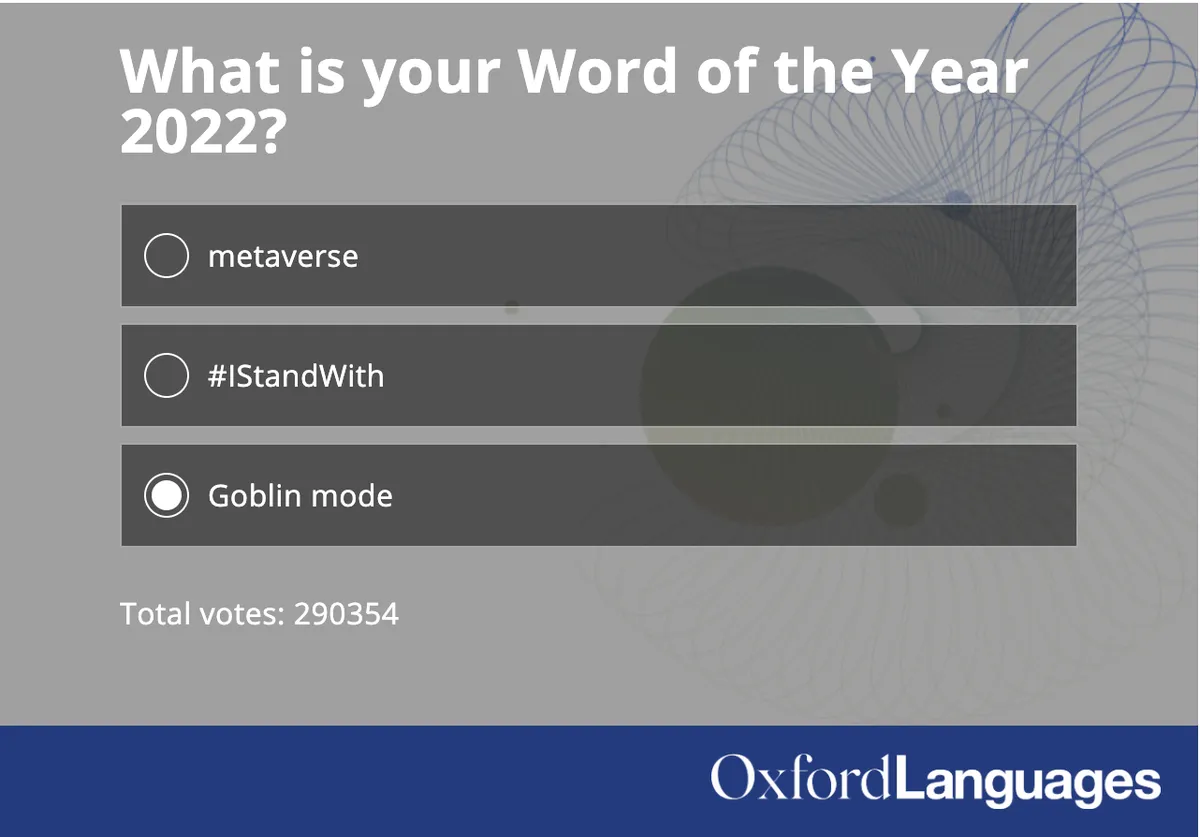 What is your Word of the Year
2022?
metaverse
#IStandWith
Goblin mode
Total votes: 290354
OxfordLanguages